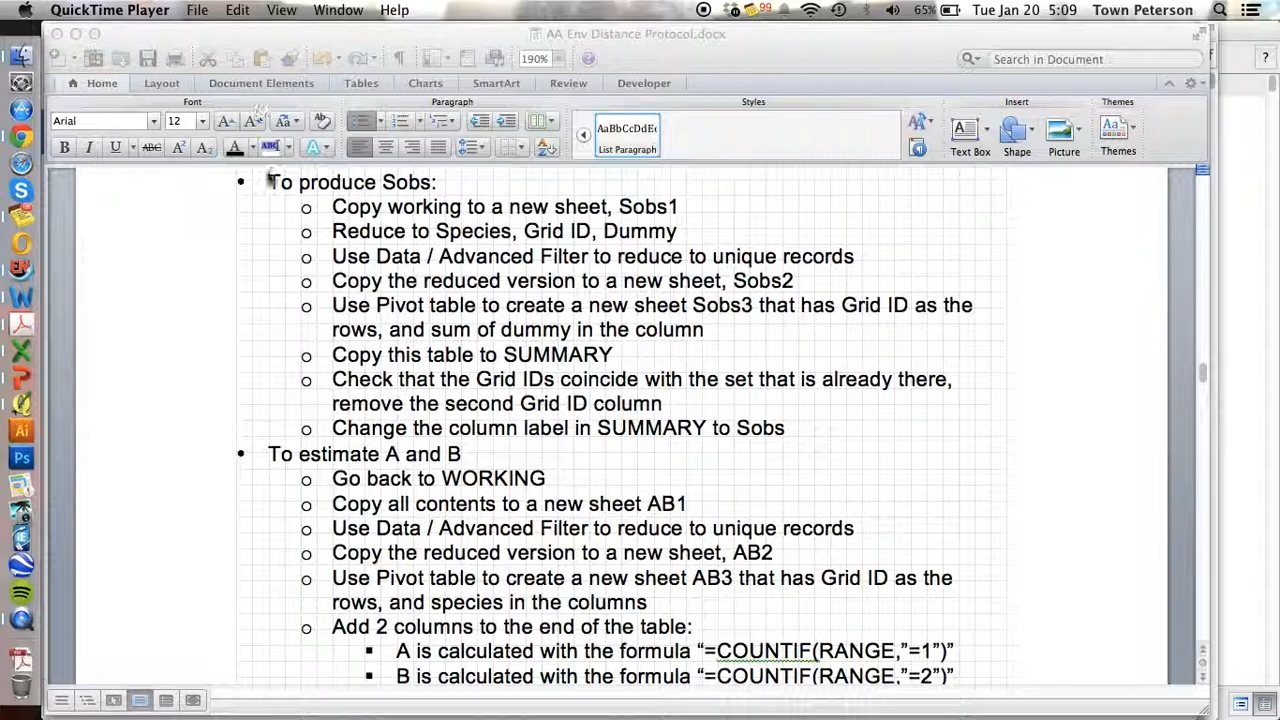 QuickTime Player File Edit View Window Help 99 65% Tue Jan 20 5:09 Town Peterson
AA Env Distance Protocol.docx
190% Search in Document
Home Layout Document Elements Tables Charts SmartArt Review Developer
Font Paragraph Styles Insert Themes
Arial 12 AaBbCcDdEe
List Paragraph Text Box Shape Picture Themes
• To produce Sobs:
o Copy working to a new sheet, Sobs1
o Reduce to Species, Grid ID, Dummy
o Use Data / Advanced Filter to reduce to unique records
o Copy the reduced version to a new sheet, Sobs2
o Use Pivot table to create a new sheet Sobs3 that has Grid ID as the
rows, and sum of dummy in the column
o Copy this table to SUMMARY
o Check that the Grid IDs coincide with the set that is already there,
remove the second Grid ID column
o Change the column label in SUMMARY to Sobs
• To estimate A and B
o Go back to WORKING
o Copy all contents to a new sheet AB1
o Use Data / Advanced Filter to reduce to unique records
o Copy the reduced version to a new sheet, AB2
o Use Pivot table to create a new sheet AB3 that has Grid ID as the
rows, and species in the columns
o Add 2 columns to the end of the table:
▪ A is calculated with the formula “=COUNTIF(RANGE,”=1”)”
▪ B is calculated with the formula “=COUNTIF(RANGE,”=2”)”